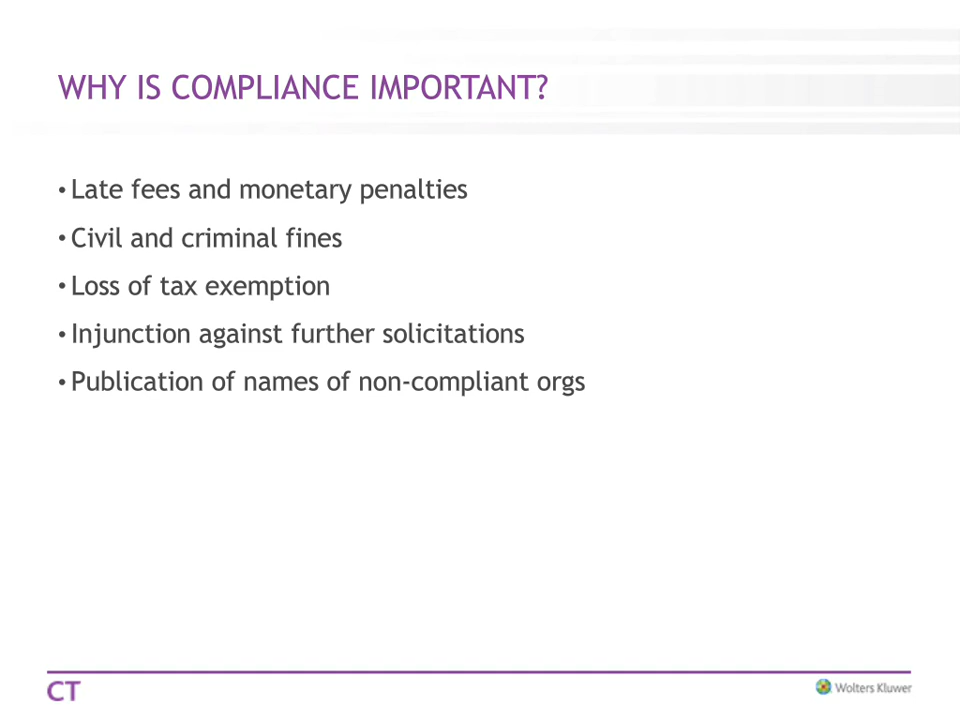 WHY IS COMPLIANCE IMPORTANT?
• Late fees and monetary penalties
• Civil and criminal fines
• Loss of tax exemption
• Injunction against further solicitations
• Publication of names of non-compliant orgs
CT
Wolters Kluwer